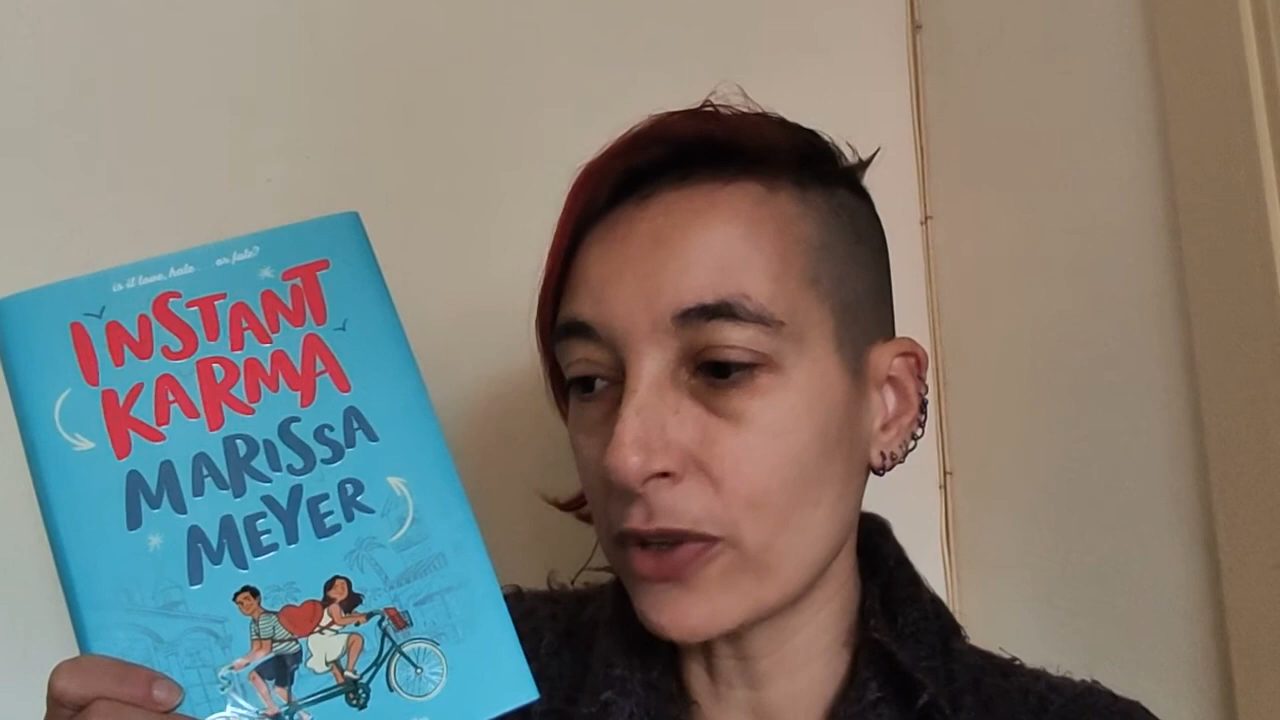 is it love, hate... or fate?
INSTANT
KARMA
MARISSA
MEYER